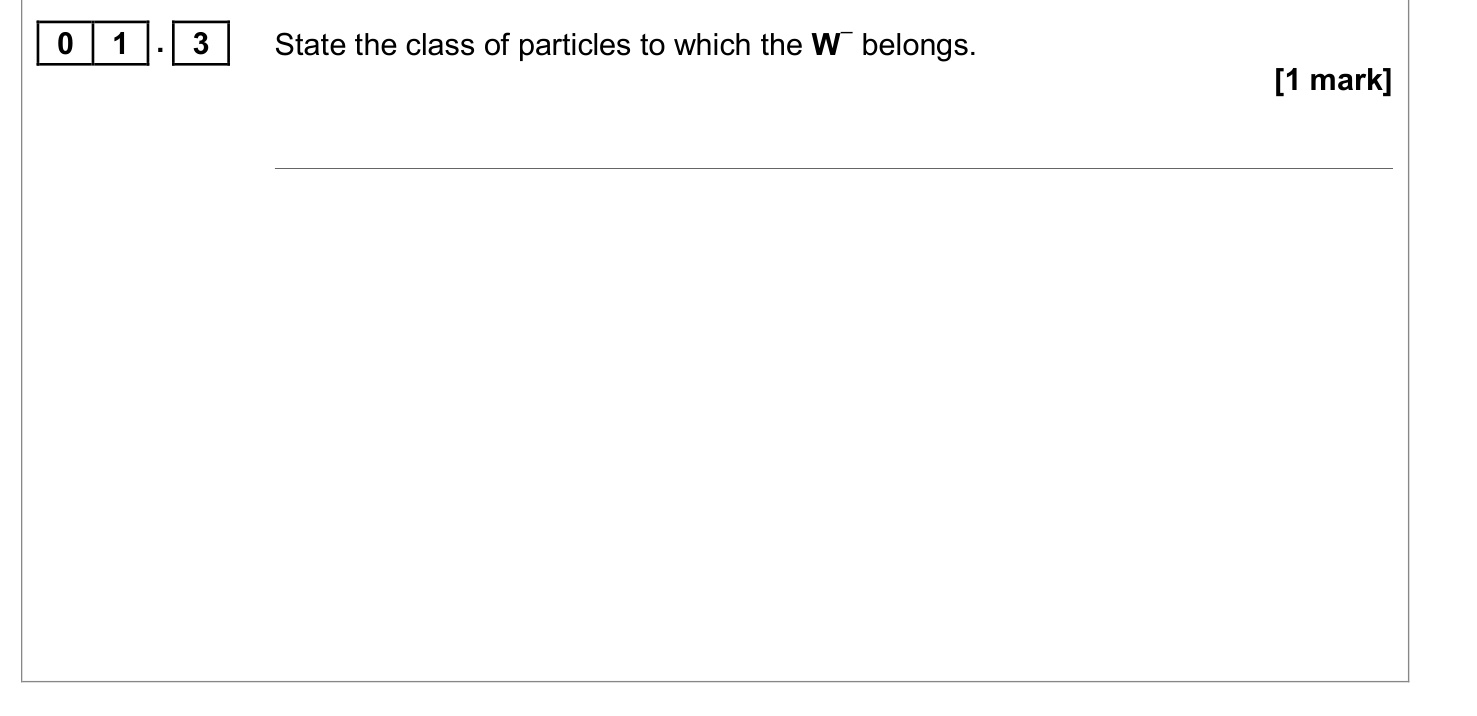 0 1 . 3 State the class of particles to which the W⁻ belongs.
[1 mark]